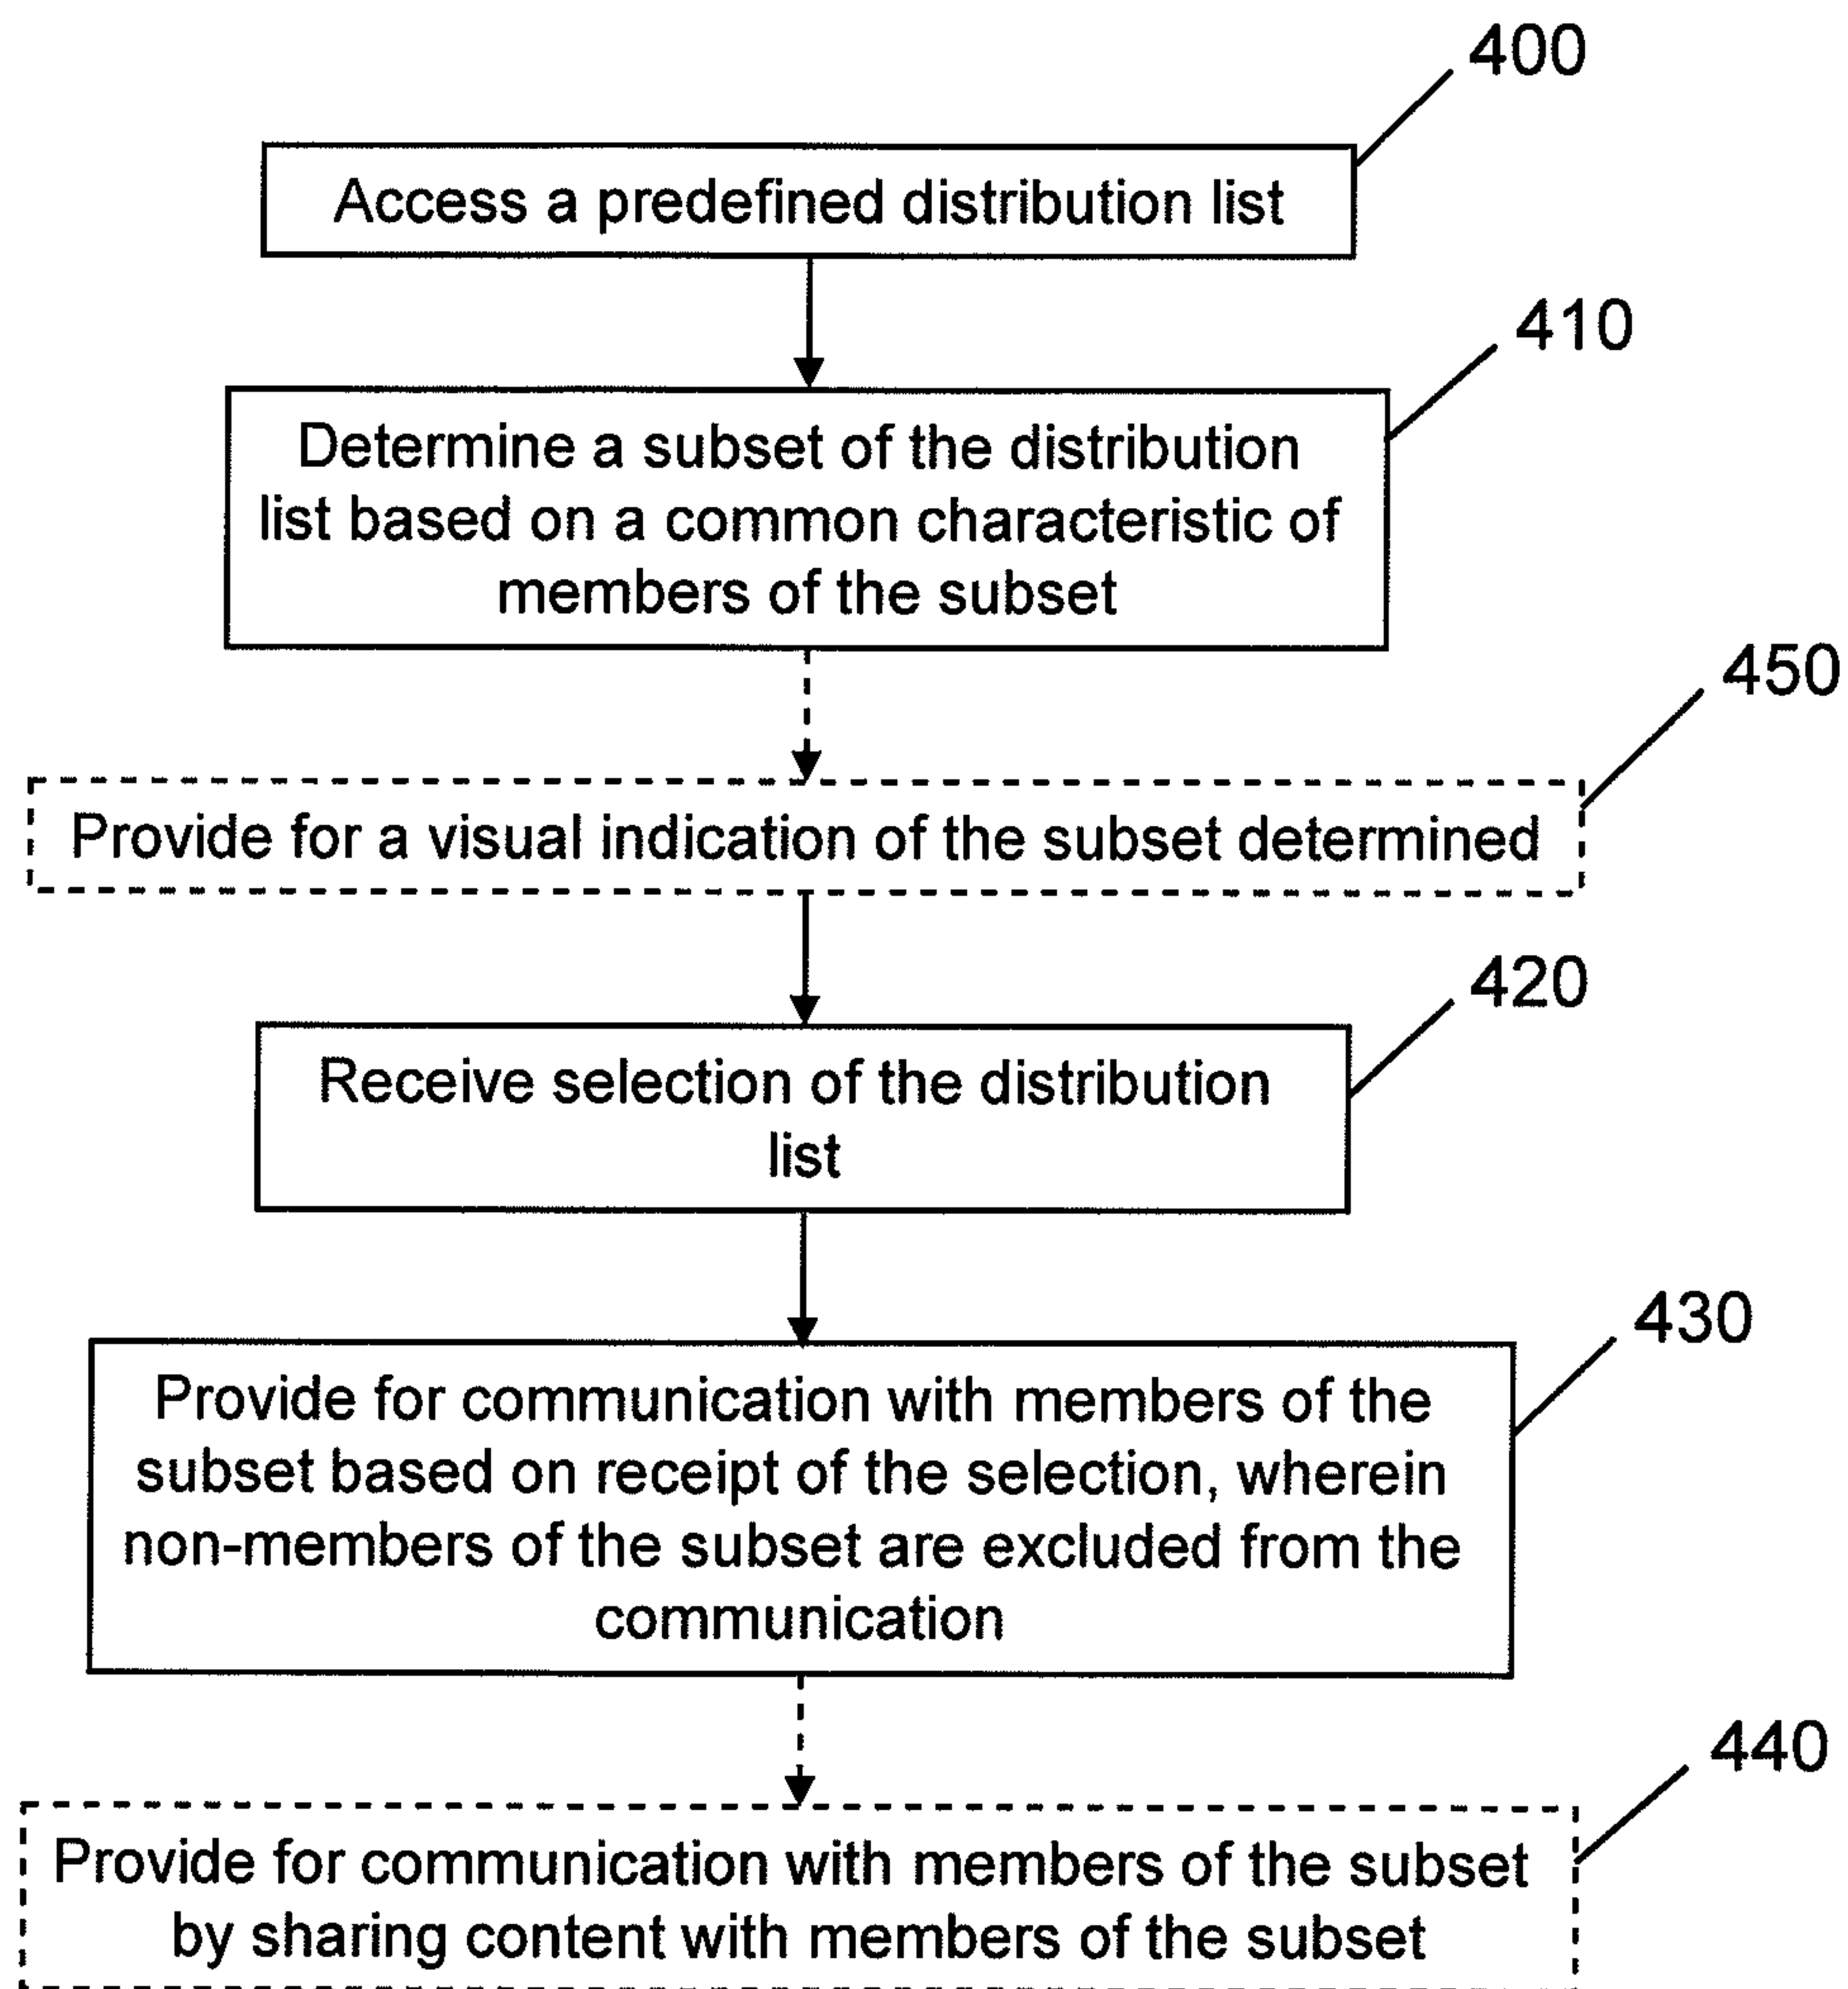 400
Access a predefined distribution list
410
Determine a subset of the distribution
list based on a common characteristic of
members of the subset
450
Provide for a visual indication of the subset determined
420
Receive selection of the distribution
list
430
Provide for communication with members of the
subset based on receipt of the selection, wherein
non-members of the subset are excluded from the
communication
440
Provide for communication with members of the subset
by sharing content with members of the subset